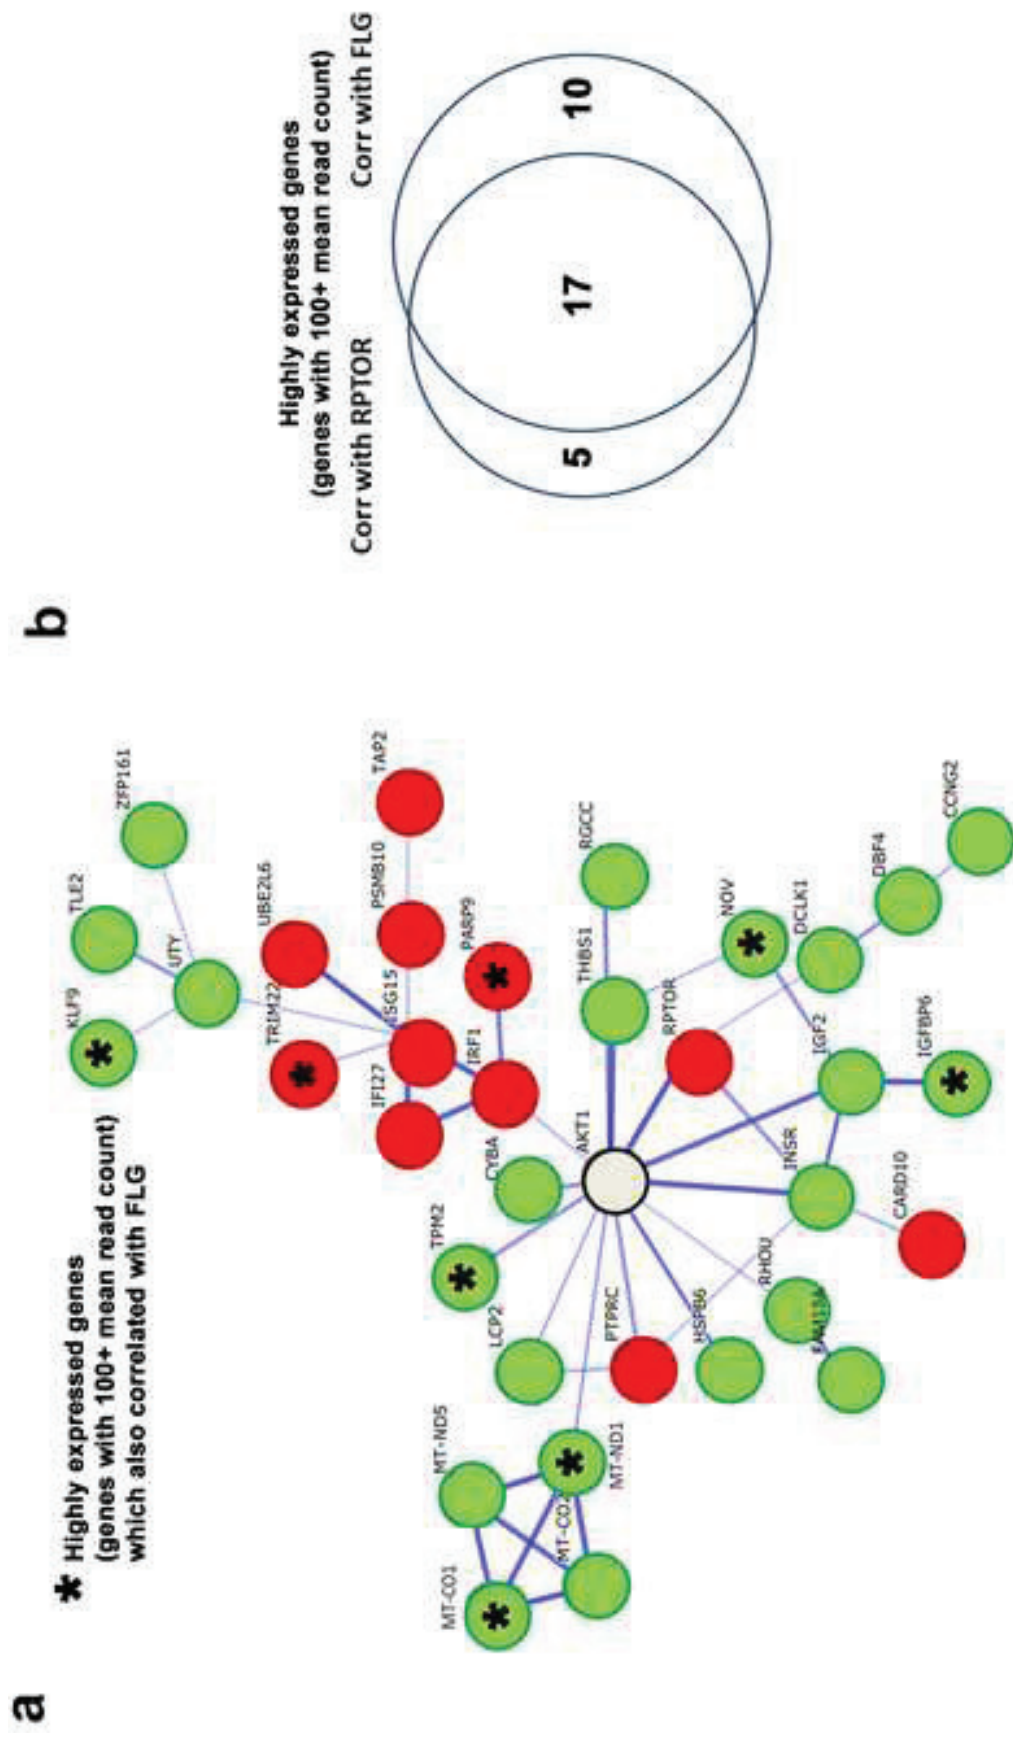 a
* Highly expressed genes
(genes with 100+ mean read count)
which also correlated with FLG
KLF9
TLE2
ZFP161
UTY
UBE2L6
TRIM22
TAP2
PSMB10
ISG15
IFI27
PARP9
IRF1
CYBA
TPM2
LCP2
MT-ND5
MT-CO1
MT-CO2
MT-ND1
AKT1
THBS1
RGCC
RPTOR
NOV
DCLK1
DBF4
CCNG2
IGF2
IGFBP6
INSR
CARD10
RHOU
PTPRC
HSPB6
b
Highly expressed genes
(genes with 100+ mean read count)
Corr with RPTOR
Corr with FLG
5
17
10